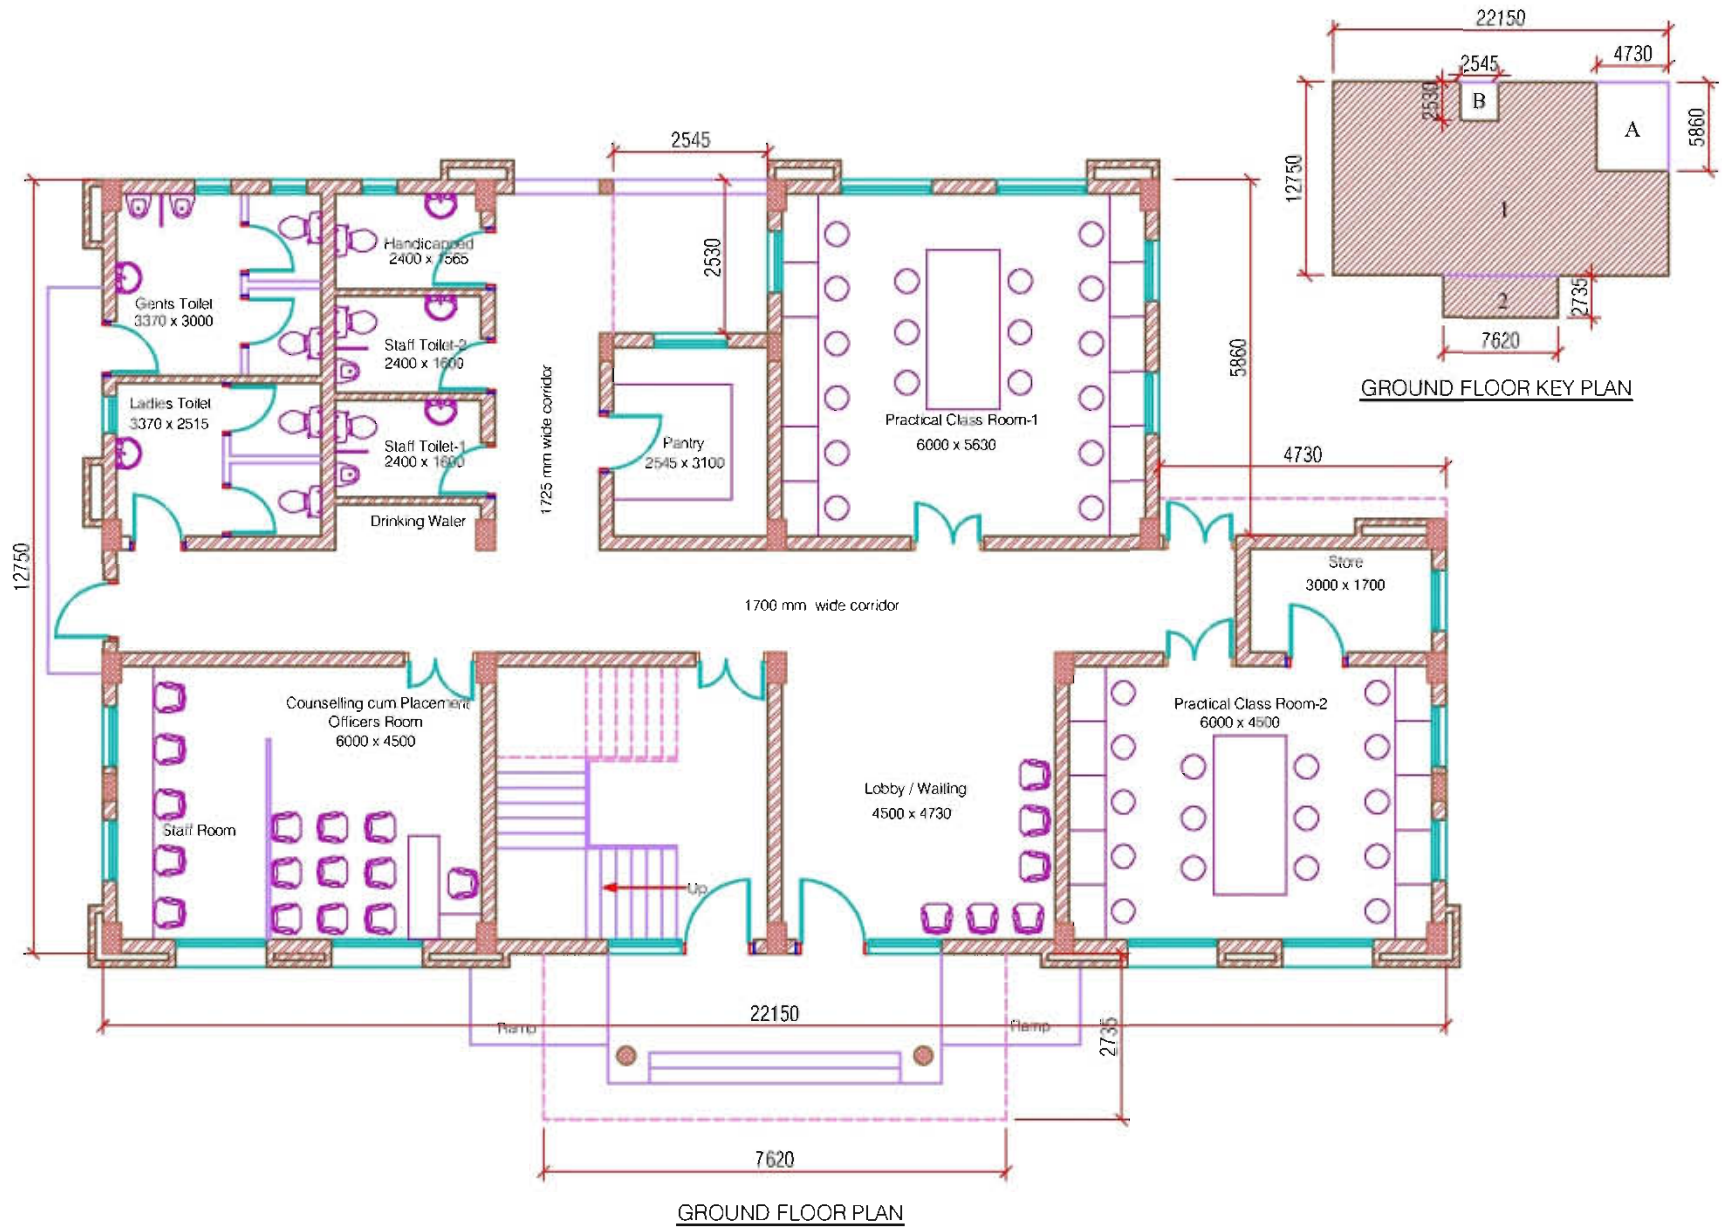 22150
4730
2545
2530
B
A
5860
12750
1
2
2735
7620
GROUND FLOOR KEY PLAN
2545
2530
5860
4730
12750
Handicapped
2400 x 1565
Gents Toilet
3370 x 3000
Staff Toilet-2
2400 x 1600
Ladies Toilet
3370 x 2515
Staff Toilet-1
2400 x 1600
Drinking Water
1725 mm wide corridor
Pantry
2545 x 3100
Practical Class Room-1
6000 x 5630
Store
3000 x 1700
1700 mm wide corridor
Counselling cum Placement
Officers Room
6000 x 4500
Staff Room
Up
Lobby / Waiting
4500 x 4730
Practical Class Room-2
6000 x 4500
22150
Ramp
Ramp
2735
7620
GROUND FLOOR PLAN